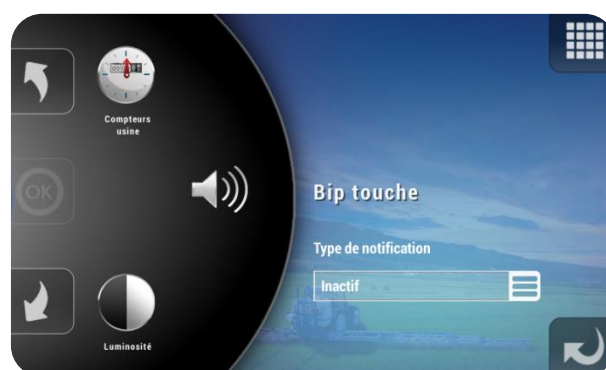 Compteurs
usine
OK
Bip touche
Type de notification
Inactif
Luminosité